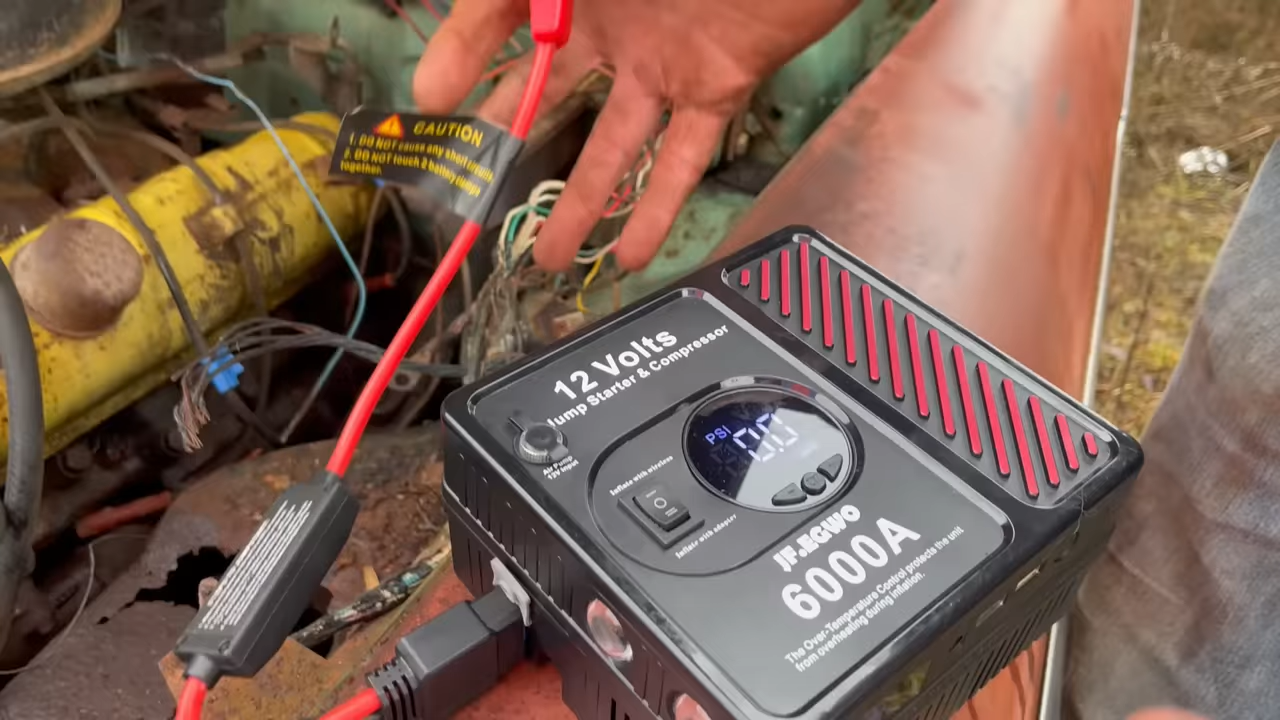 CAUTION
1. DO NOT cause any short circuits.
2. DO NOT touch 2 battery clamps
together.
12 Volts
Jump Starter & Compressor
Air Pump
12V Input
PSI
0.0
Inflate with wireless
Inflate with adapter
JF.EGWO
6000A
The Over-Temperature Control protects the unit
from overheating during inflation.